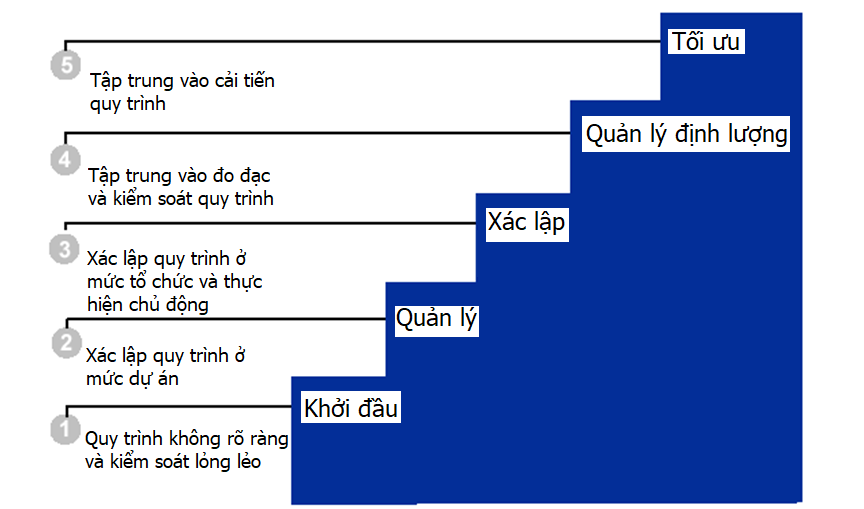 5
Tối ưu
Tập trung vào cải tiến
quy trình
4
Quản lý định lượng
Tập trung vào đo đạc
và kiểm soát quy trình
3
Xác lập
Xác lập quy trình ở
mức tổ chức và thực
hiện chủ động
2
Quản lý
Xác lập quy trình ở
mức dự án
1
Khởi đầu
Quy trình không rõ ràng
và kiểm soát lỏng lẻo